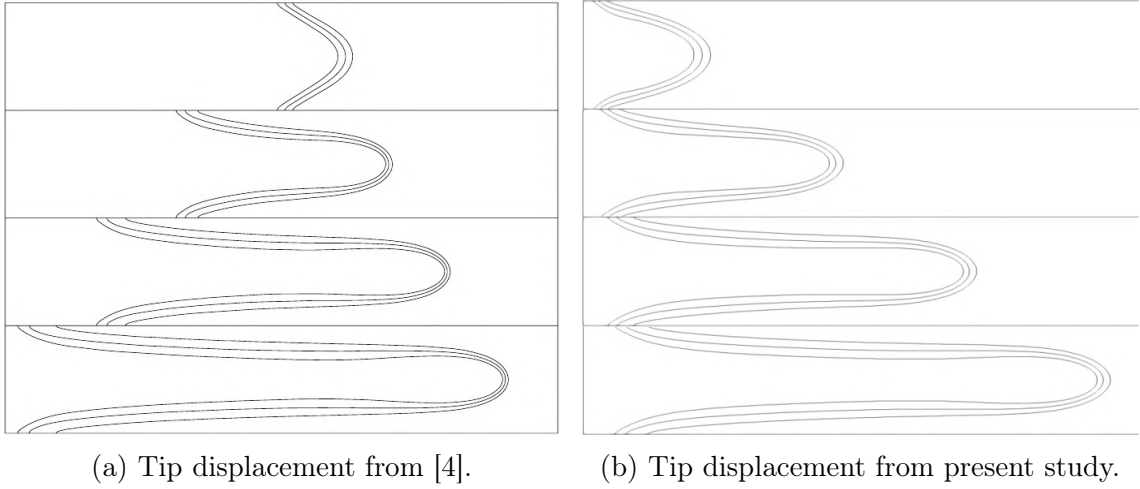 (a) Tip displacement from [4].
(b) Tip displacement from present study.